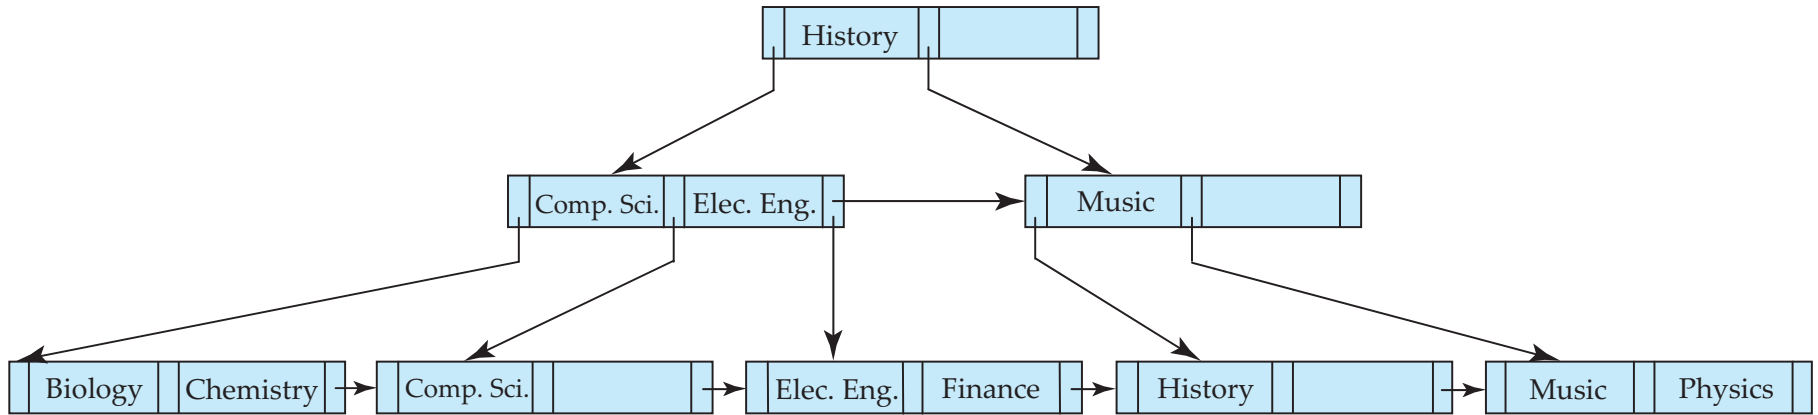 History
Comp. Sci. Elec. Eng. Music
Biology Chemistry Comp. Sci. Elec. Eng. Finance History Music Physics